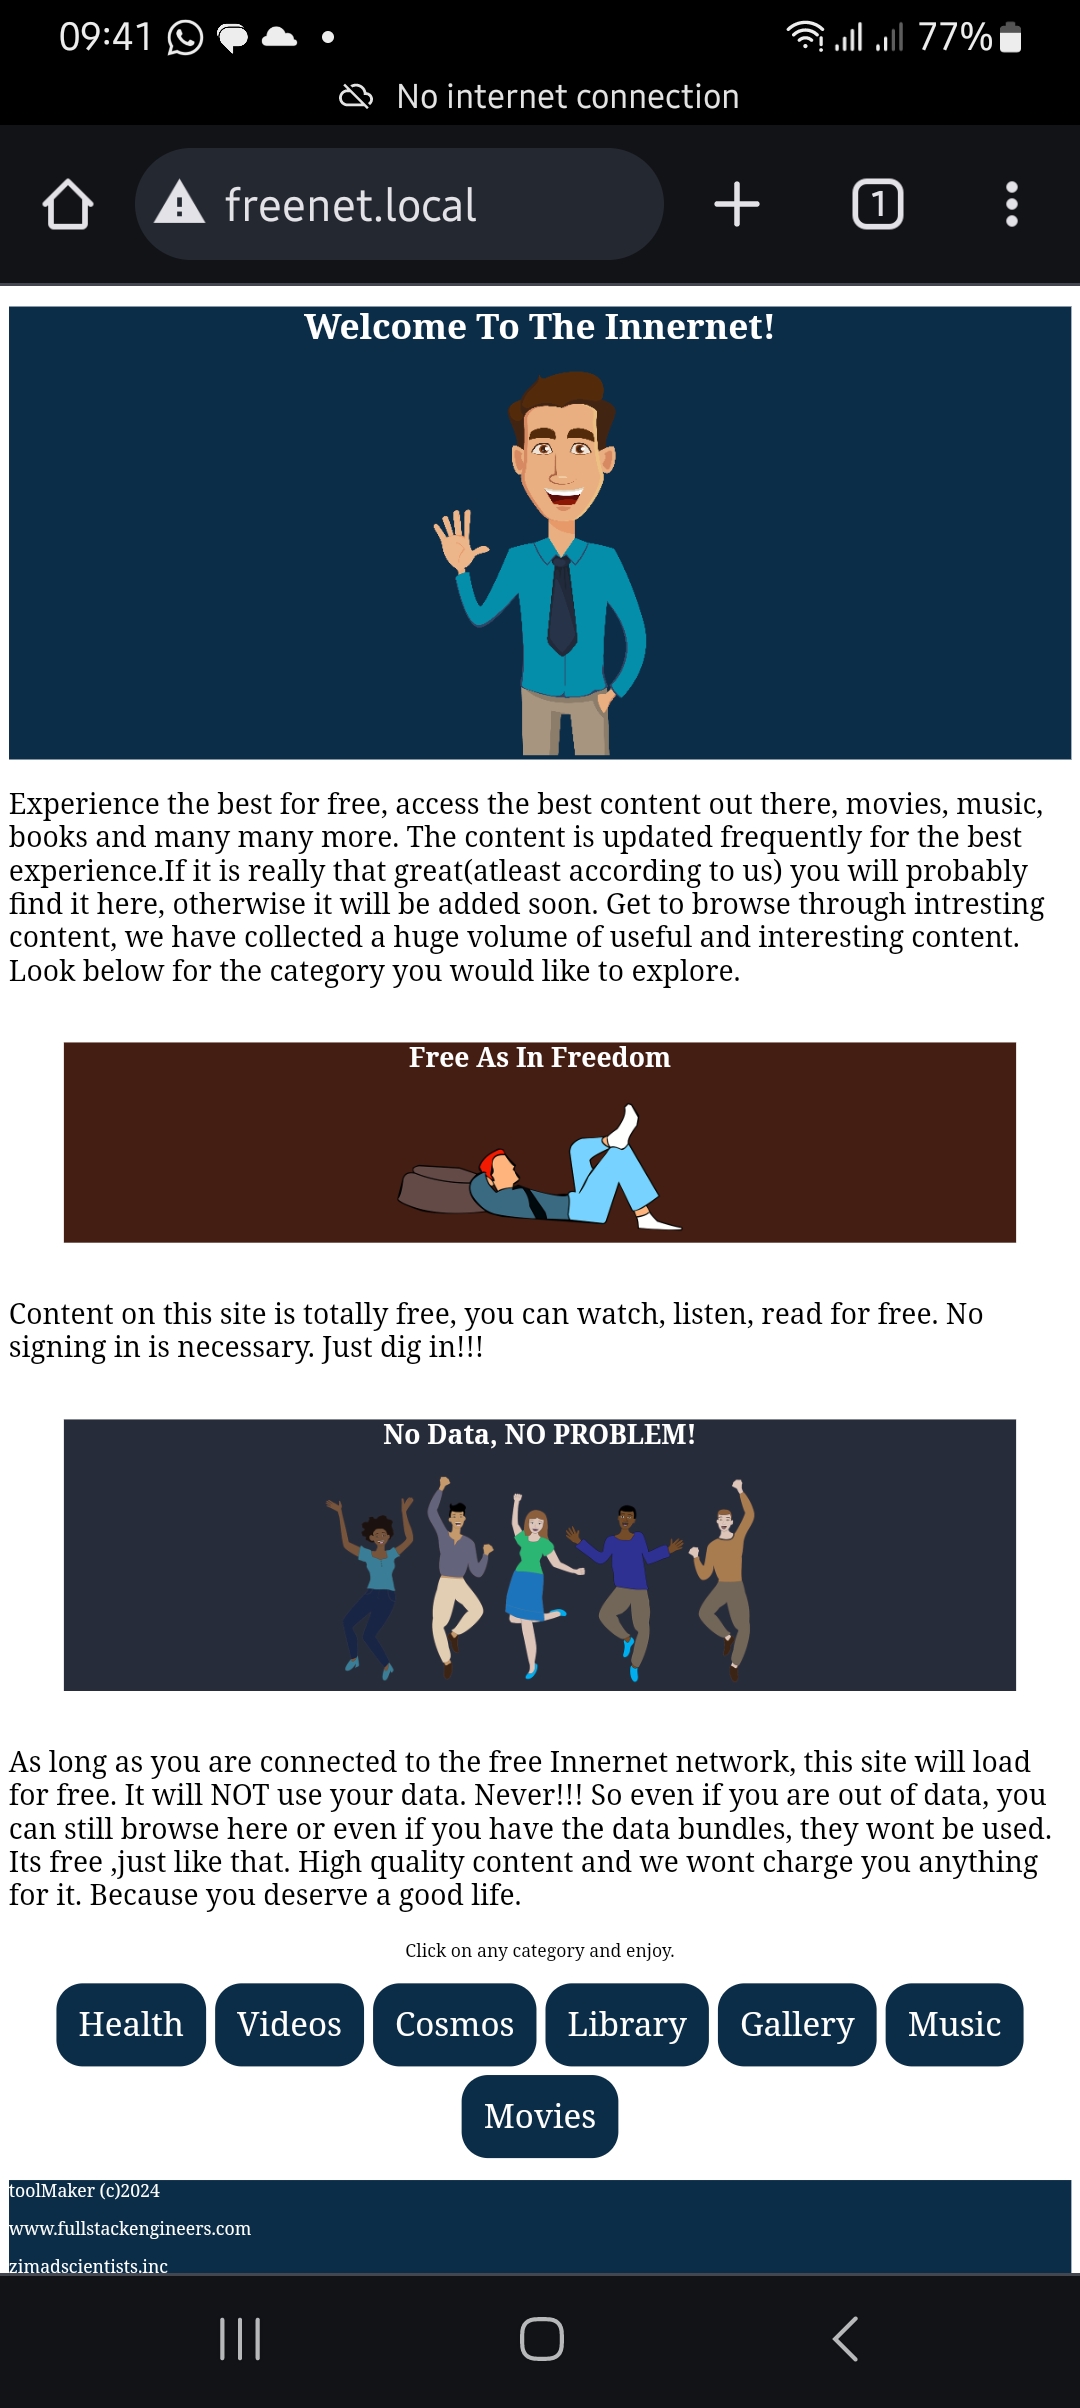 09:41
77%
No internet connection
freenet.local
1
Welcome To The Innernet!
Experience the best for free, access the best content out there, movies, music,
books and many many more. The content is updated frequently for the best
experience.If it is really that great(atleast according to us) you will probably
find it here, otherwise it will be added soon. Get to browse through intresting
content, we have collected a huge volume of useful and interesting content.
Look below for the category you would like to explore.
Free As In Freedom
Content on this site is totally free, you can watch, listen, read for free. No
signing in is necessary. Just dig in!!!
No Data, NO PROBLEM!
As long as you are connected to the free Innernet network, this site will load
for free. It will NOT use your data. Never!!! So even if you are out of data, you
can still browse here or even if you have the data bundles, they wont be used.
Its free ,just like that. High quality content and we wont charge you anything
for it. Because you deserve a good life.
Click on any category and enjoy.
Health Videos Cosmos Library Gallery Music
Movies
toolMaker (c)2024
www.fullstackengineers.com
zimadscientists.inc